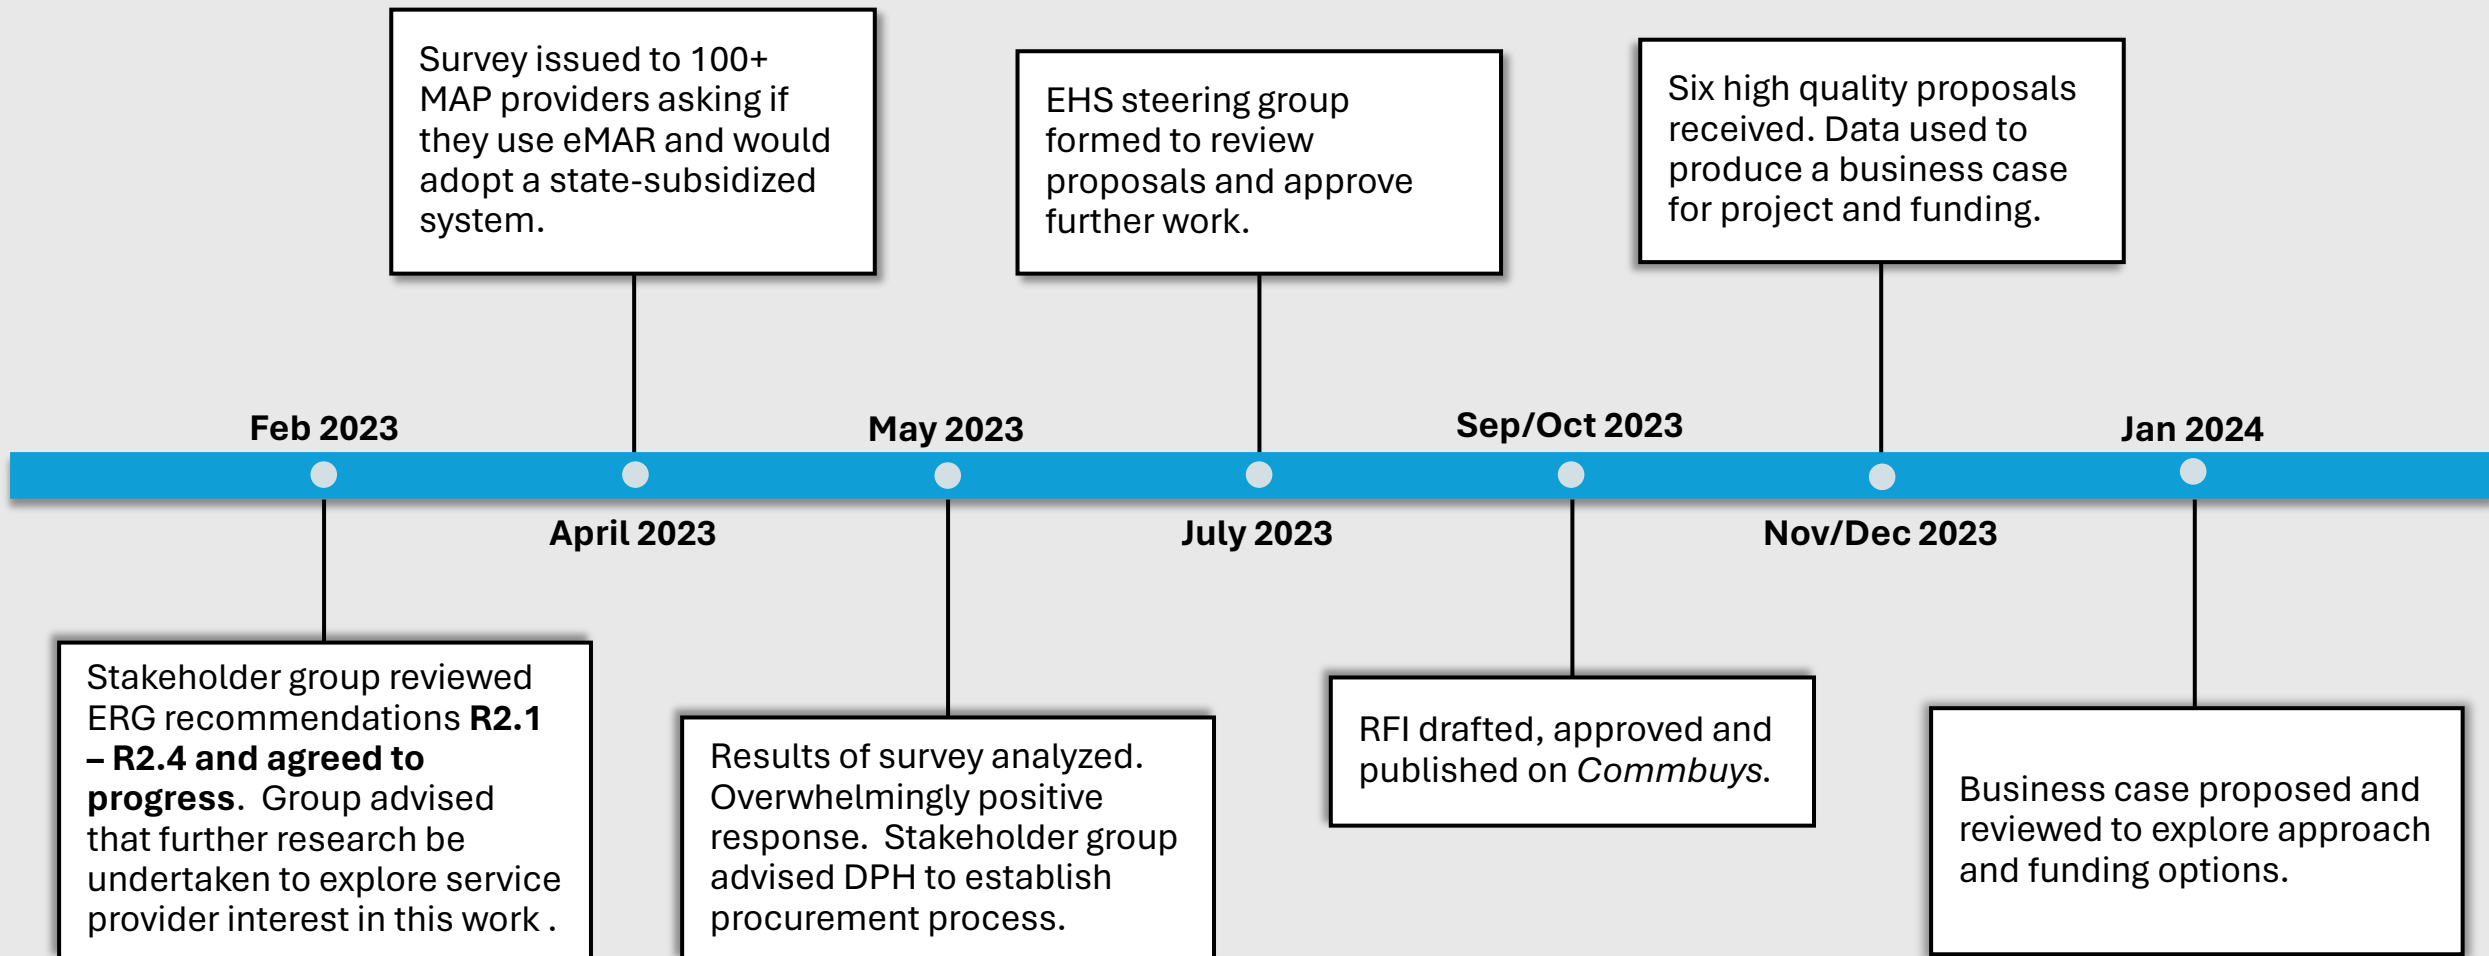 Survey issued to 100+
MAP providers asking if
they use eMAR and would
adopt a state-subsidized
system.
EHS steering group
formed to review
proposals and approve
further work.
Six high quality proposals
received. Data used to
produce a business case
for project and funding.
Feb 2023
May 2023
Sep/Oct 2023
Jan 2024
April 2023
July 2023
Nov/Dec 2023
Stakeholder group reviewed
ERG recommendations R2.1
– R2.4 and agreed to
progress.  Group advised
that further research be
undertaken to explore service
provider interest in this work .
Results of survey analyzed.
Overwhelmingly positive
response.  Stakeholder group
advised DPH to establish
procurement process.
RFI drafted, approved and
published on Commbuys.
Business case proposed and
reviewed to explore approach
and funding options.